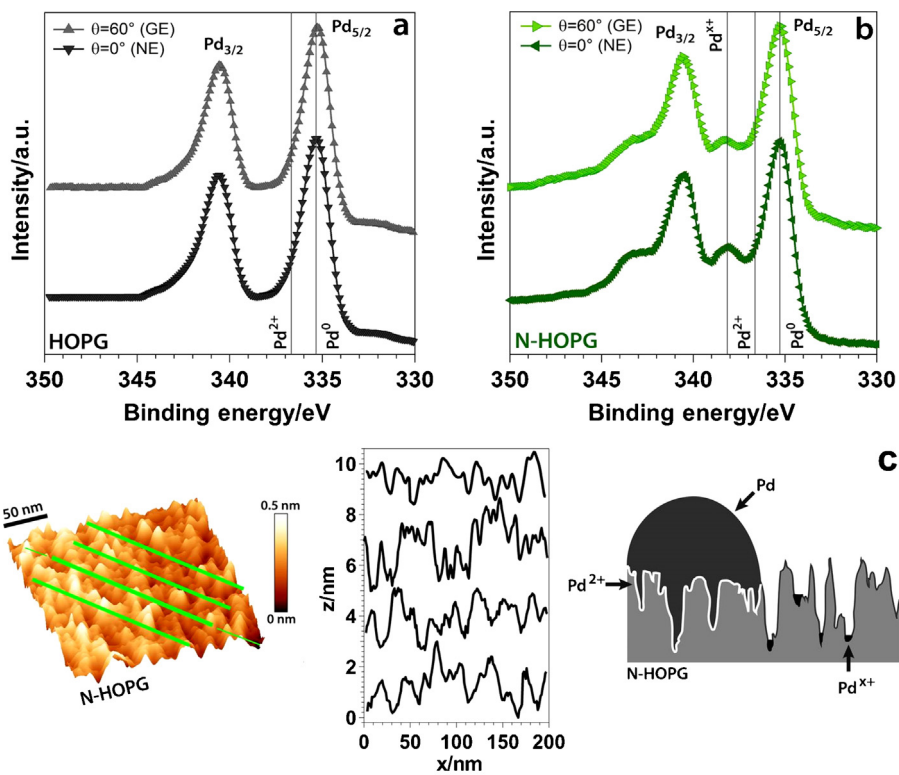 θ=60° (GE)
θ=0° (NE)
a
Pd3/2
Pd5/2
Intensity/a.u.
Pd2+
Pd0
HOPG
350 345 340 335 330
Binding energy/eV
θ=60° (GE)
θ=0° (NE)
b
Pd3/2
Pdx+
Pd5/2
Intensity/a.u.
Pd2+
Pd0
N-HOPG
350 345 340 335 330
Binding energy/eV
50 nm
0.5 nm
0 nm
N-HOPG
10
8
6
4
2
0
z/nm
0 50 100 150 200
x/nm
c
Pd
Pd2+
N-HOPG
Pdx+